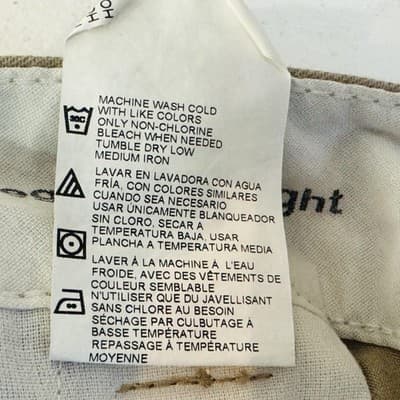 HO
MACHINE WASH COLD
WITH LIKE COLORS
ONLY NON-CHLORINE
BLEACH WHEN NEEDED
TUMBLE DRY LOW
MEDIUM IRON
30C
LAVAR EN LAVADORA CON AGUA
FRÍA, CON COLORES SIMILARES
CUANDO SEA NECESARIO
USAR ÚNICAMENTE BLANQUEADOR
SIN CLORO, SECAR A
TEMPERATURA BAJA, USAR
PLANCHA A TEMPERATURA MEDIA
ght
LAVER À LA MACHINE À L'EAU
FROIDE, AVEC DES VÊTEMENTS DE
COULEUR SEMBLABLE
N'UTILISER QUE DU JAVELLISANT
SANS CHLORE AU BESOIN
SÉCHAGE PAR CULBUTAGE À
BASSE TEMPÉRATURE
REPASSAGE À TEMPÉRATURE
MOYENNE